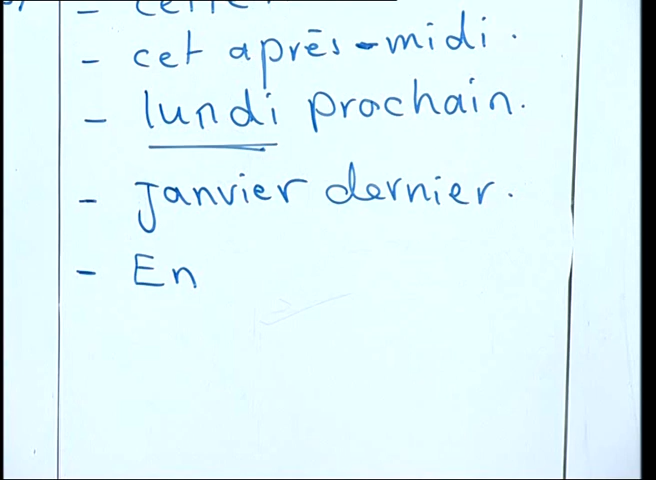 - cet après-midi.
- lundi prochain.
- Janvier dernier.
- En